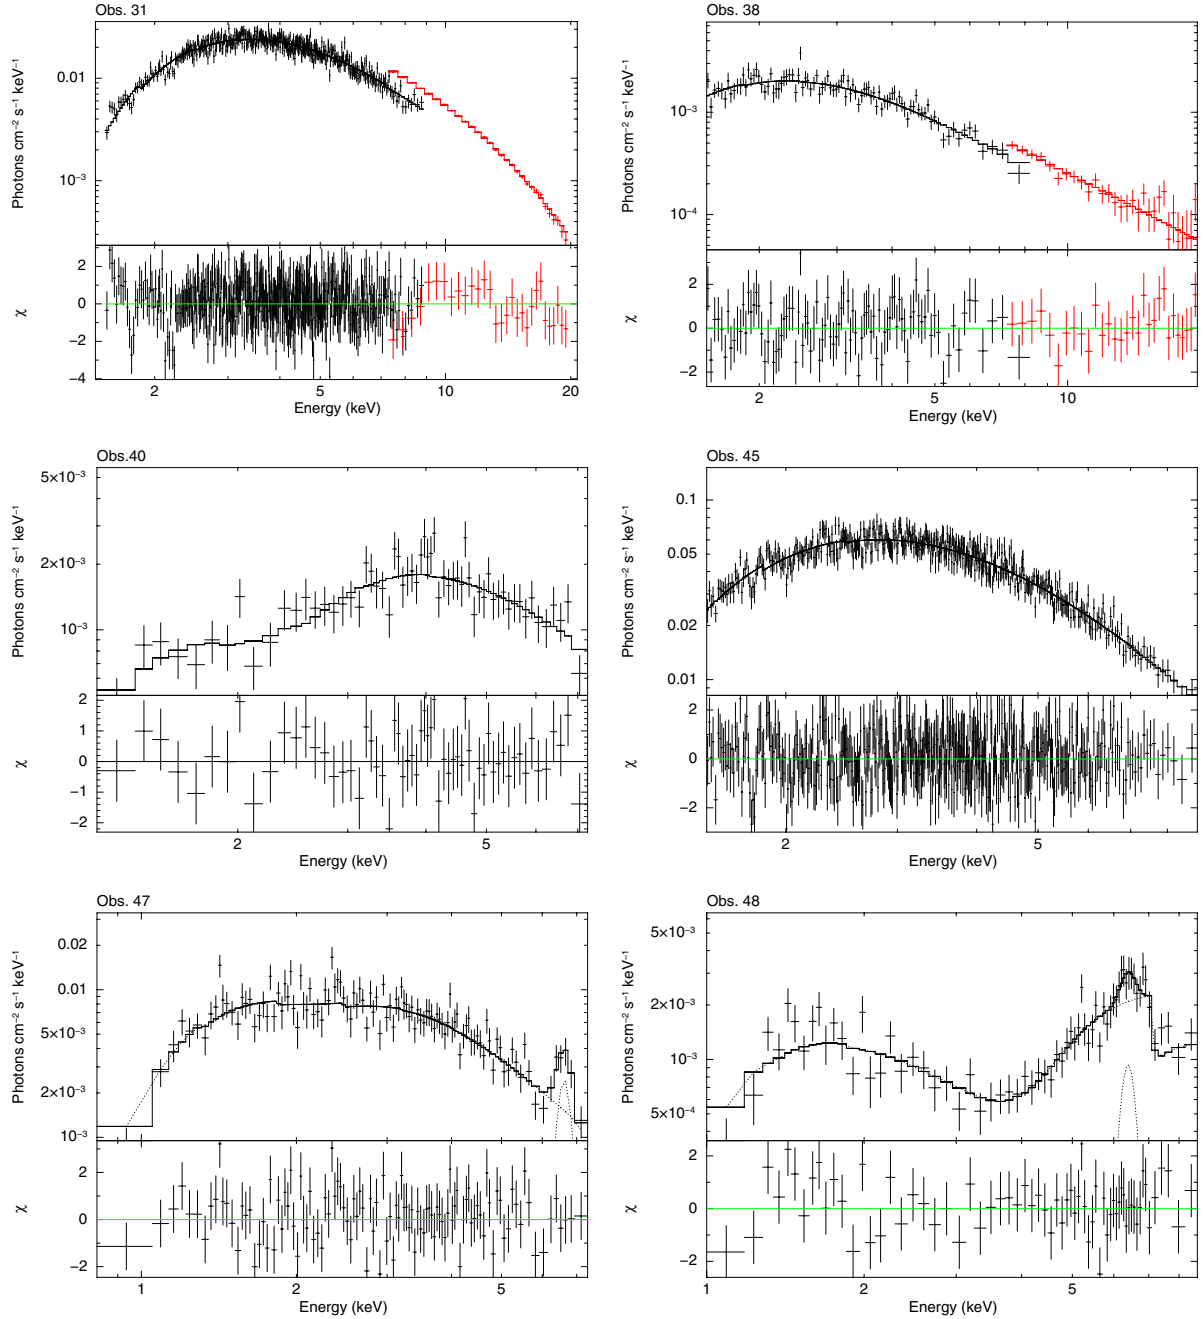 Obs. 31
Photons cm⁻² s⁻¹ keV⁻¹
0.01
10⁻³
χ
2
0
−2
−4
2
5
10
20
Energy (keV)
Obs. 38
Photons cm⁻² s⁻¹ keV⁻¹
10⁻³
10⁻⁴
χ
2
0
−2
2
5
10
Energy (keV)
Obs.40
Photons cm⁻² s⁻¹ keV⁻¹
5×10⁻³
2×10⁻³
10⁻³
χ
2
1
0
−1
−2
2
5
Energy (keV)
Obs. 45
Photons cm⁻² s⁻¹ keV⁻¹
0.1
0.05
0.02
0.01
χ
2
0
−2
2
5
Energy (keV)
Obs. 47
Photons cm⁻² s⁻¹ keV⁻¹
0.02
0.01
5×10⁻³
2×10⁻³
10⁻³
χ
2
0
−2
1
2
5
Energy (keV)
Obs. 48
Photons cm⁻² s⁻¹ keV⁻¹
5×10⁻³
2×10⁻³
10⁻³
5×10⁻⁴
χ
2
0
−2
1
2
5
Energy (keV)